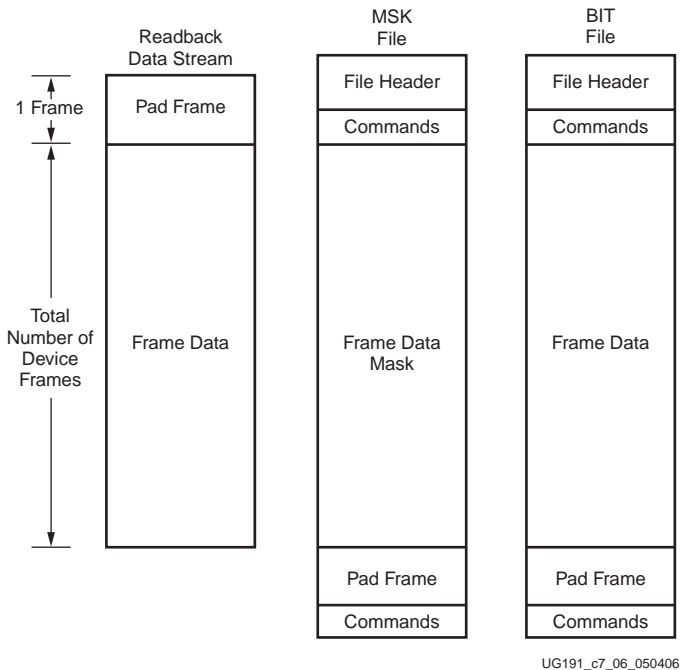 Readback
Data Stream
1 Frame
Pad Frame
Total
Number of
Device
Frames
Frame Data
MSK
File
File Header
Commands
Frame Data
Mask
Pad Frame
Commands
BIT
File
File Header
Commands
Frame Data
Pad Frame
Commands
UG191_c7_06_050406